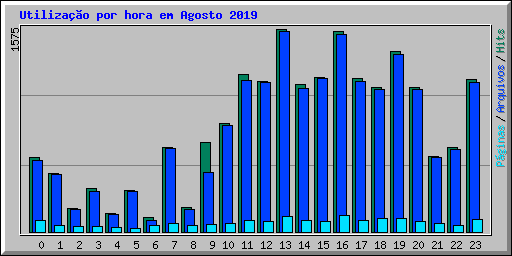 Utilização por hora em Agosto 2019
1575
Páginas / Arquivos / Hits
0 1 2 3 4 5 6 7 8 9 10 11 12 13 14 15 16 17 18 19 20 21 22 23